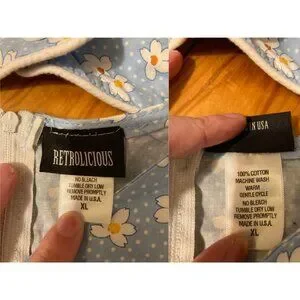 RETROLICIOUS
NO BLEACH
TUMBLE DRY LOW
REMOVE PROMPTLY
MADE IN U.S.A.
XL
IN USA
100% COTTON
MACHINE WASH
WARM
GENTLE CYCLE
NO BLEACH
TUMBLE DRY LOW
REMOVE PROMPTLY
MADE IN U.S.A.
XL